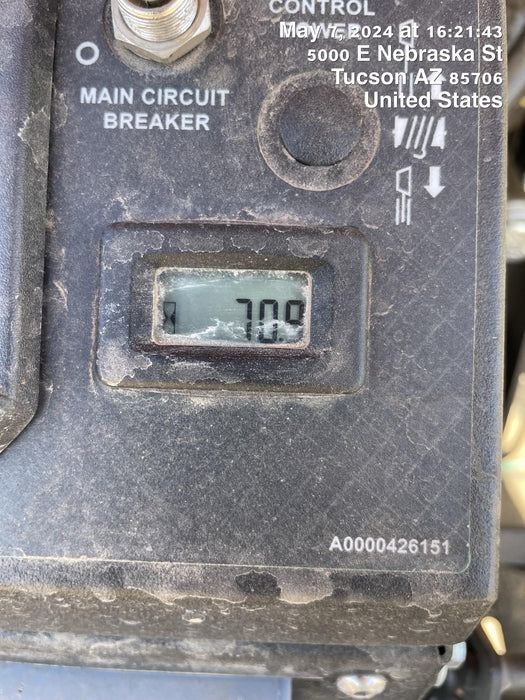 CONTROL
POWER
May 7, 2024 at 16:21:43
5000 E Nebraska St
Tucson AZ 85706
United States
MAIN CIRCUIT
BREAKER
70.9
A0000426151